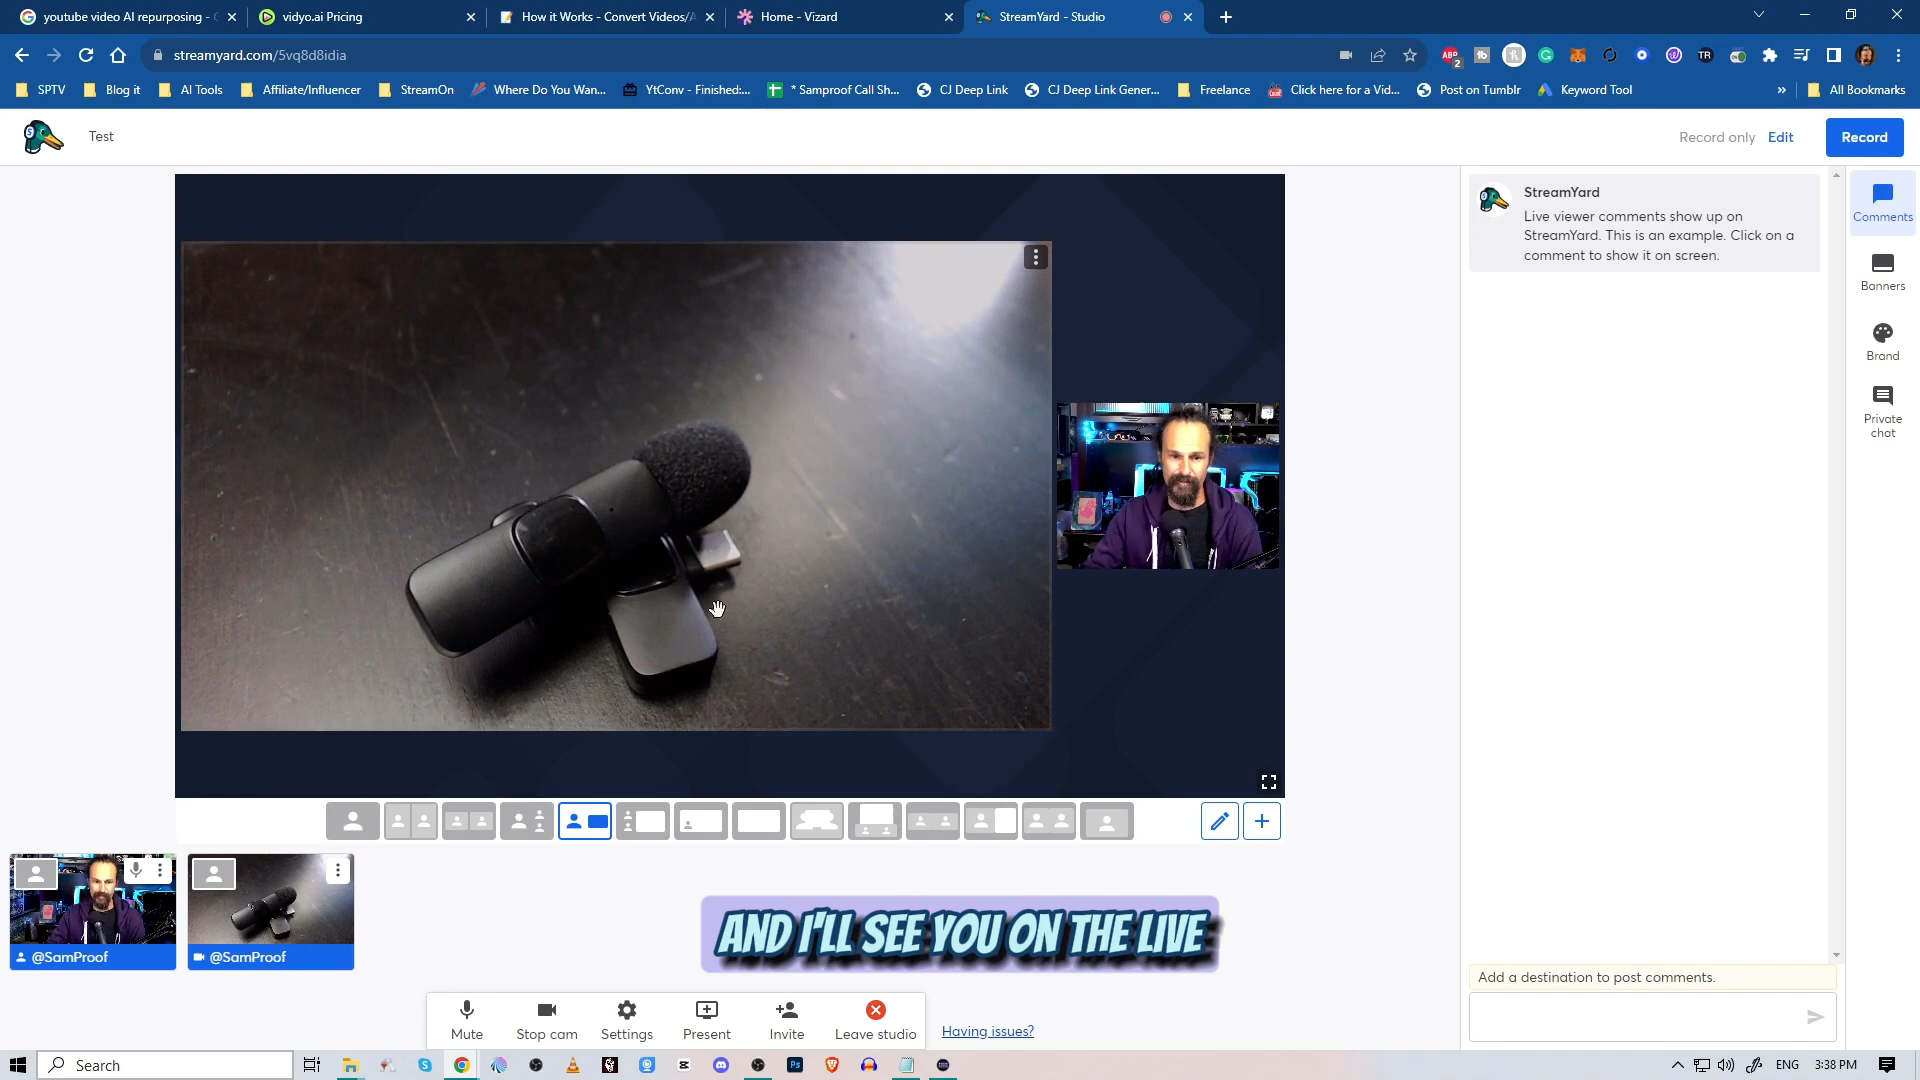 youtube video AI repurposing - G
vidyo.ai Pricing
How it Works - Convert Videos/A
Home - Vizard
StreamYard - Studio
streamyard.com/5vq8d8idia
ABP
2
TR
SPTV
Blog it
AI Tools
Affiliate/Influencer
StreamOn
Where Do You Wan...
YtConv - Finished:...
* Samproof Call Sh...
CJ Deep Link
CJ Deep Link Gener...
Freelance
Click here for a Vid...
Post on Tumblr
Keyword Tool
»
All Bookmarks
Test
Record only
Edit
Record
StreamYard
Live viewer comments show up on
StreamYard. This is an example. Click on a
comment to show it on screen.
Comments
Banners
Brand
Private
chat
@SamProof
@SamProof
AND I'LL SEE YOU ON THE LIVE
Add a destination to post comments.
Mute
Stop cam
Settings
Present
Invite
Leave studio
Having issues?
Search
Ps
ENG
3:38 PM